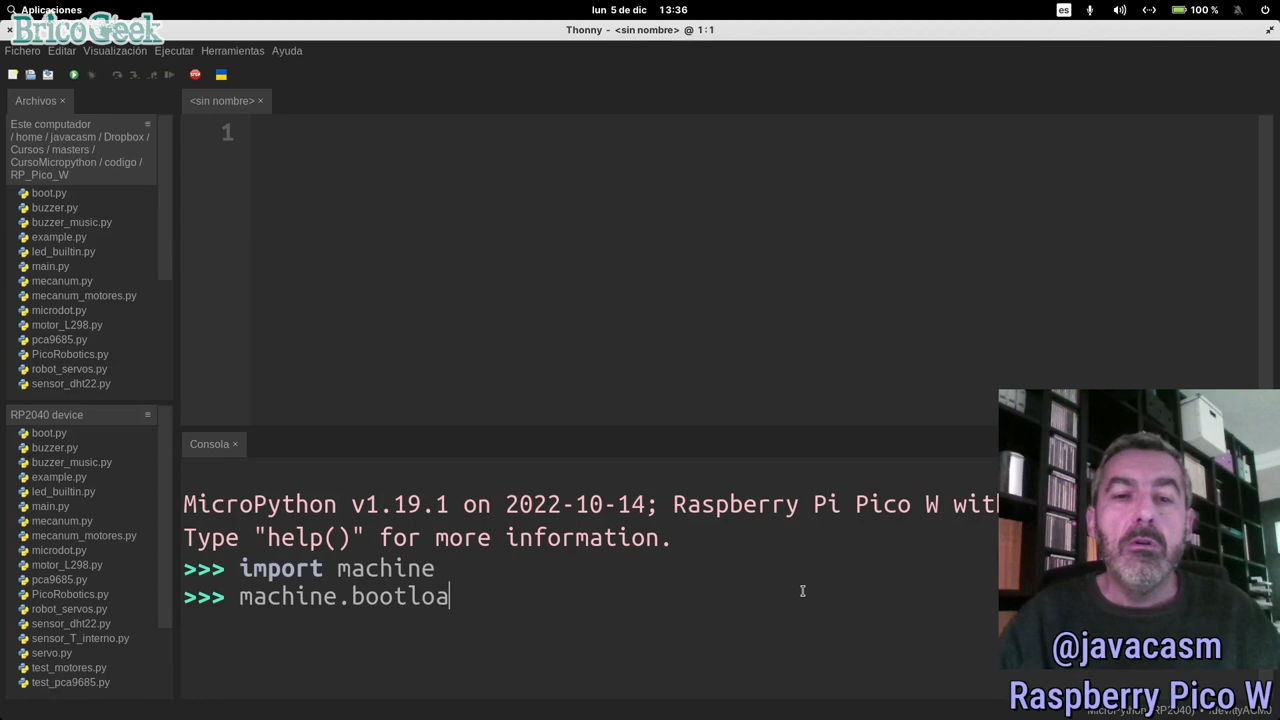 Aplicaciones
lun 5 de dic 13:36
es
100 %
BricoGeek
Thonny - <sin nombre> @ 1:1
Fichero Editar Visualización Ejecutar Herramientas Ayuda
Archivos ×
<sin nombre> ×
Este computador
/ home / javacasm / Dropbox /
Cursos / masters /
CursoMicropython / codigo /
RP_Pico_W
boot.py
buzzer.py
buzzer_music.py
example.py
led_builtin.py
main.py
mecanum.py
mecanum_motores.py
microdot.py
motor_L298.py
pca9685.py
PicoRobotics.py
robot_servos.py
sensor_dht22.py
RP2040 device
boot.py
buzzer.py
buzzer_music.py
example.py
led_builtin.py
main.py
mecanum.py
mecanum_motores.py
microdot.py
motor_L298.py
pca9685.py
PicoRobotics.py
robot_servos.py
sensor_dht22.py
sensor_T_interno.py
servo.py
test_motores.py
test_pca9685.py
1
Consola ×
MicroPython v1.19.1 on 2022-10-14; Raspberry Pi Pico W with
Type "help()" for more information.
>>> import machine
>>> machine.bootloa
@javacasm
Raspberry Pico W